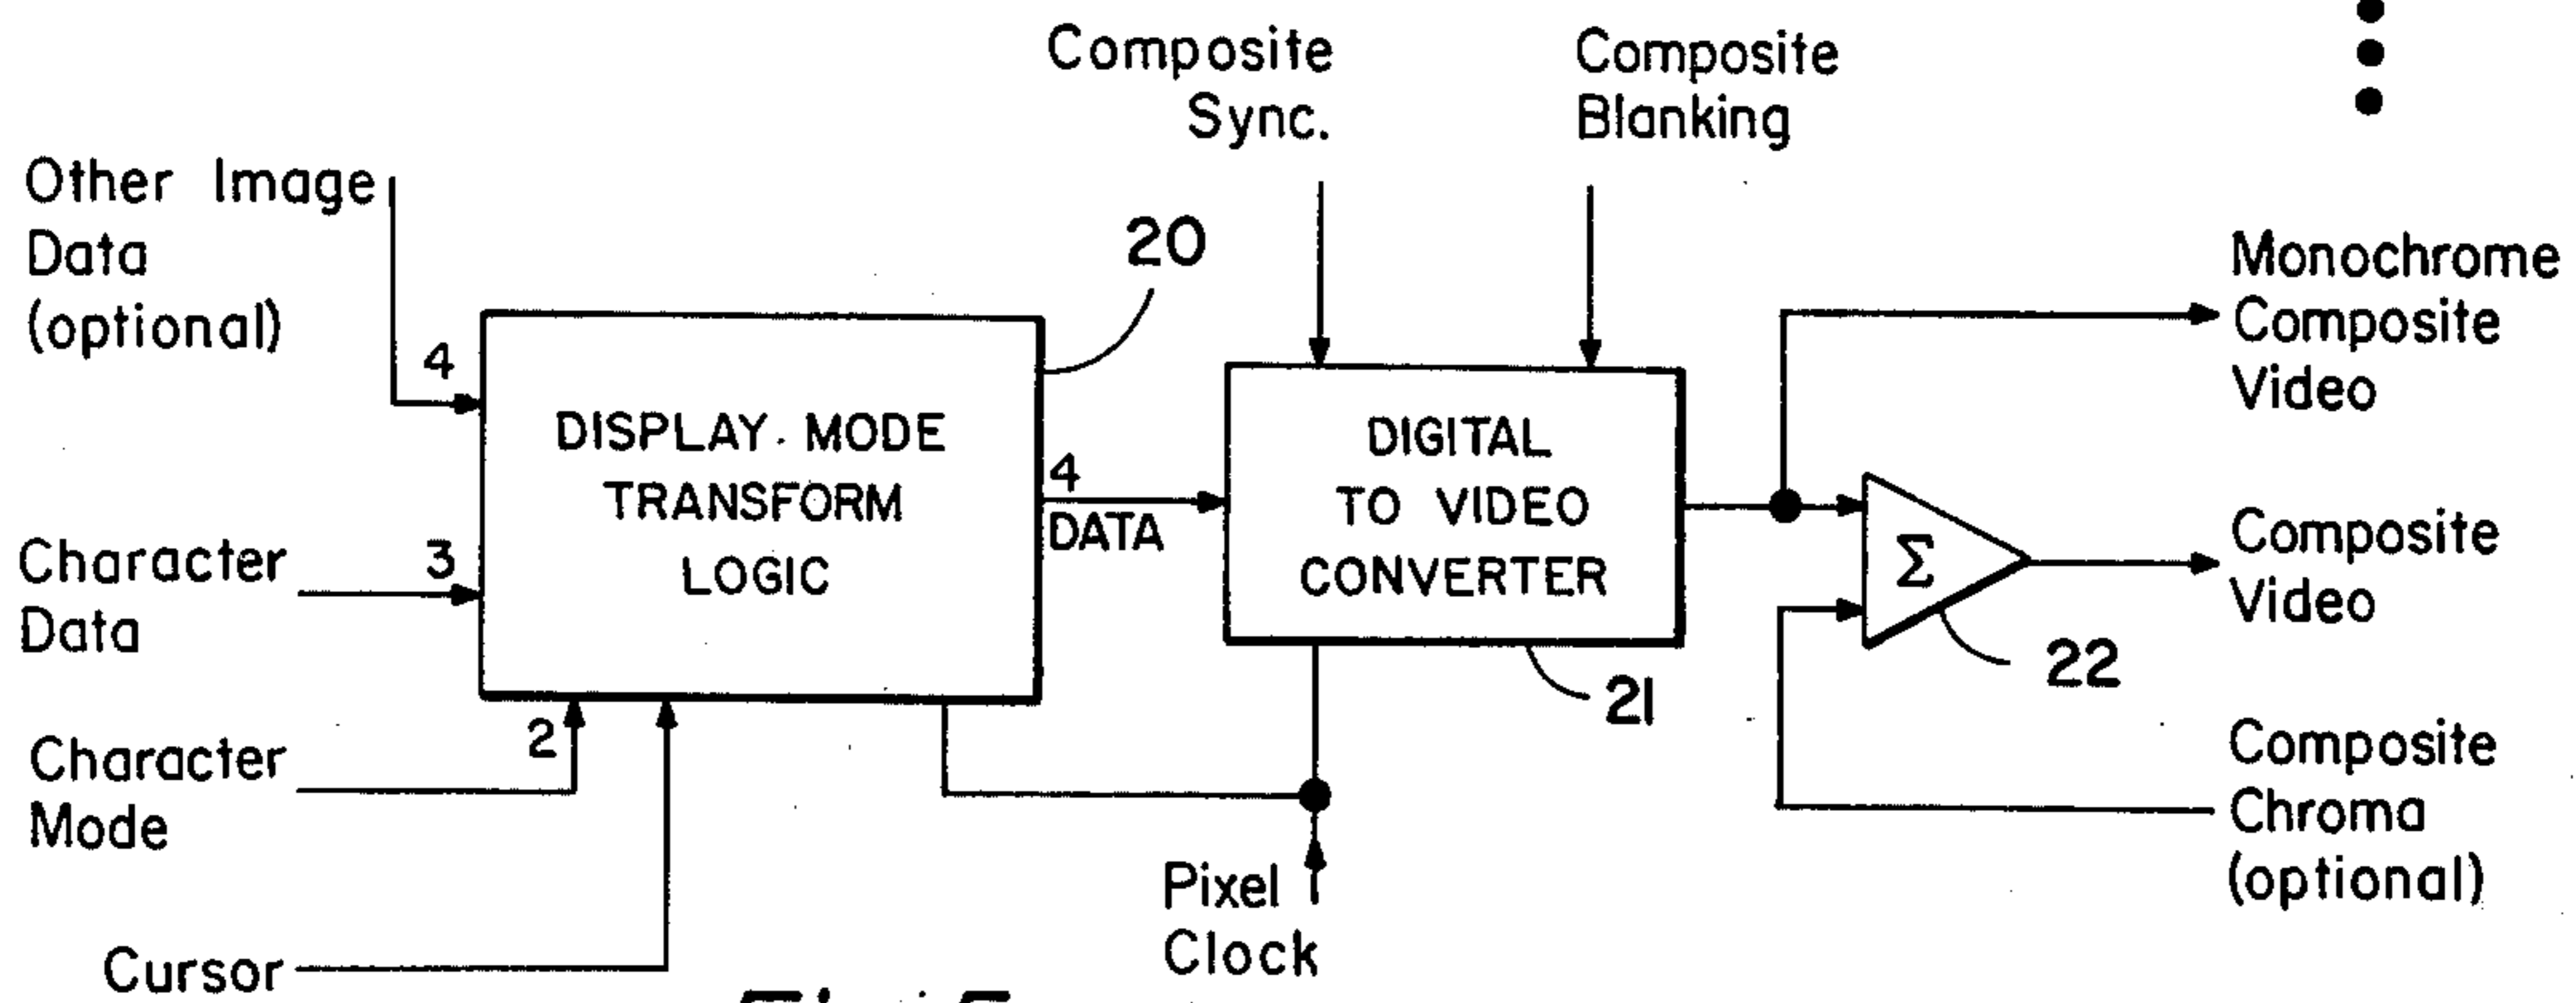 Composite
Sync.
Composite
Blanking
Other Image
Data
(optional)
4
20
DISPLAY MODE
TRANSFORM
LOGIC
4
DATA
DIGITAL
TO VIDEO
CONVERTER
Monochrome
Composite
Video
Σ
Composite
Video
Character
Data
3
22
21
Character
Mode
2
Composite
Chroma
(optional)
Pixel
Clock
Cursor